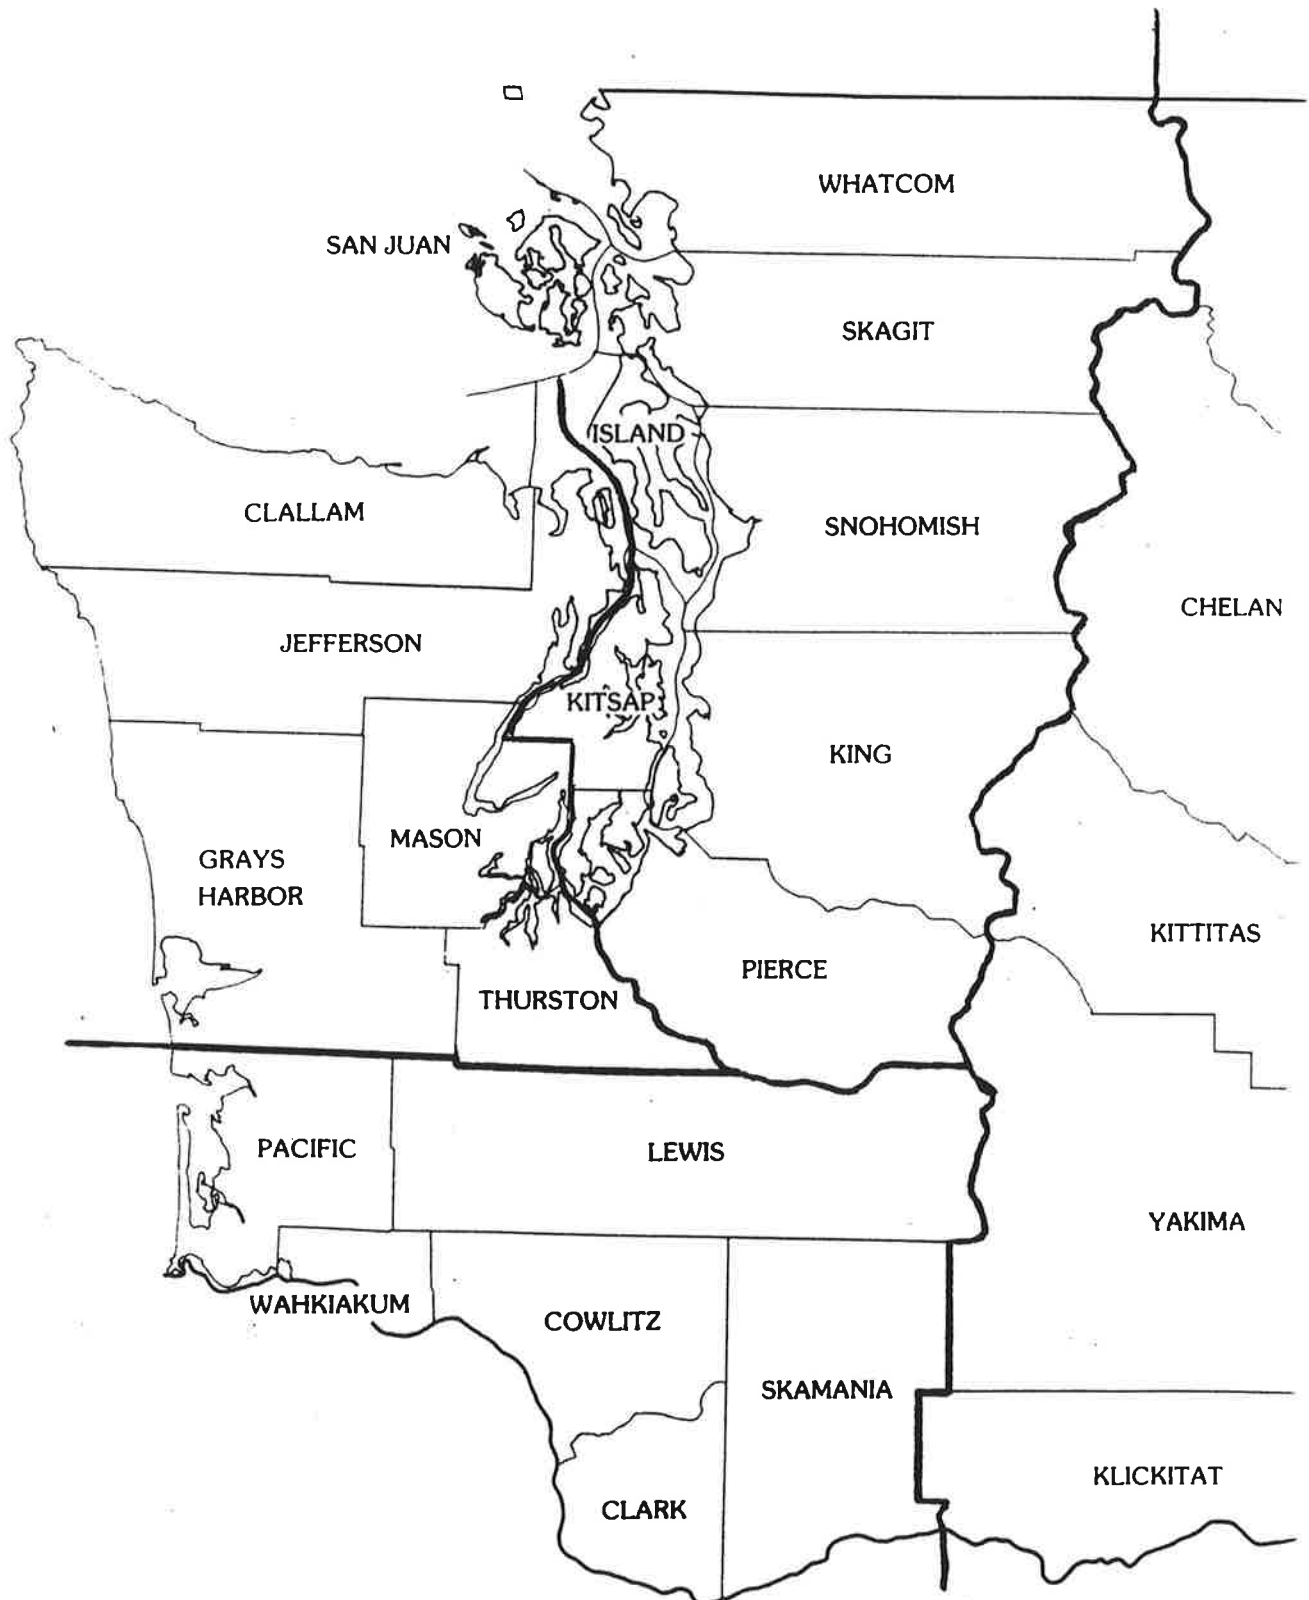 WHATCOM
SAN JUAN
SKAGIT
ISLAND
CLALLAM
SNOHOMISH
CHELAN
JEFFERSON
KITSAP
KING
MASON
GRAYS
HARBOR
KITTITAS
PIERCE
THURSTON
PACIFIC
LEWIS
YAKIMA
WAHKIAKUM
COWLITZ
SKAMANIA
KLICKITAT
CLARK